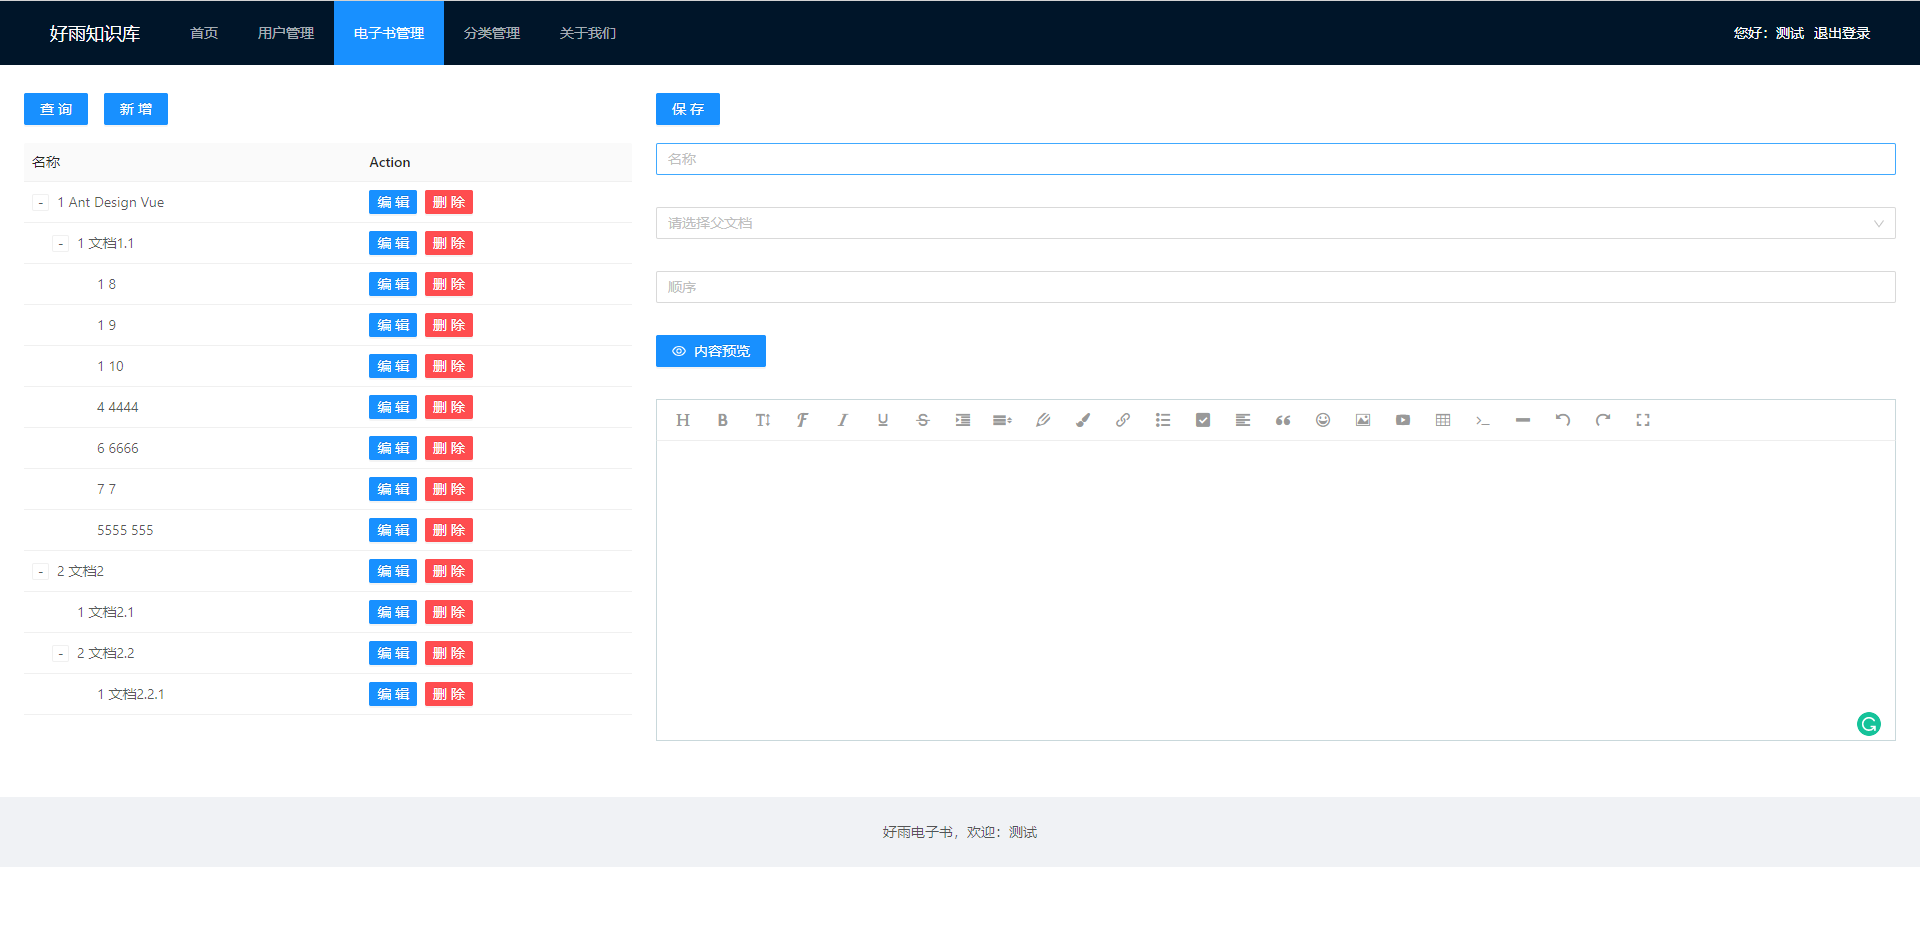 好雨知识库 首页 用户管理 电子书管理 分类管理 关于我们 您好：测试 退出登录
查 询 新 增
名称 Action
- 1 Ant Design Vue 编 辑 删 除
- 1 文档1.1 编 辑 删 除
1 8 编 辑 删 除
1 9 编 辑 删 除
1 10 编 辑 删 除
4 4444 编 辑 删 除
6 6666 编 辑 删 除
7 7 编 辑 删 除
5555 555 编 辑 删 除
- 2 文档2 编 辑 删 除
1 文档2.1 编 辑 删 除
- 2 文档2.2 编 辑 删 除
1 文档2.2.1 编 辑 删 除
保 存
名称
请选择父文档
顺序
内容预览
好雨电子书，欢迎：测试